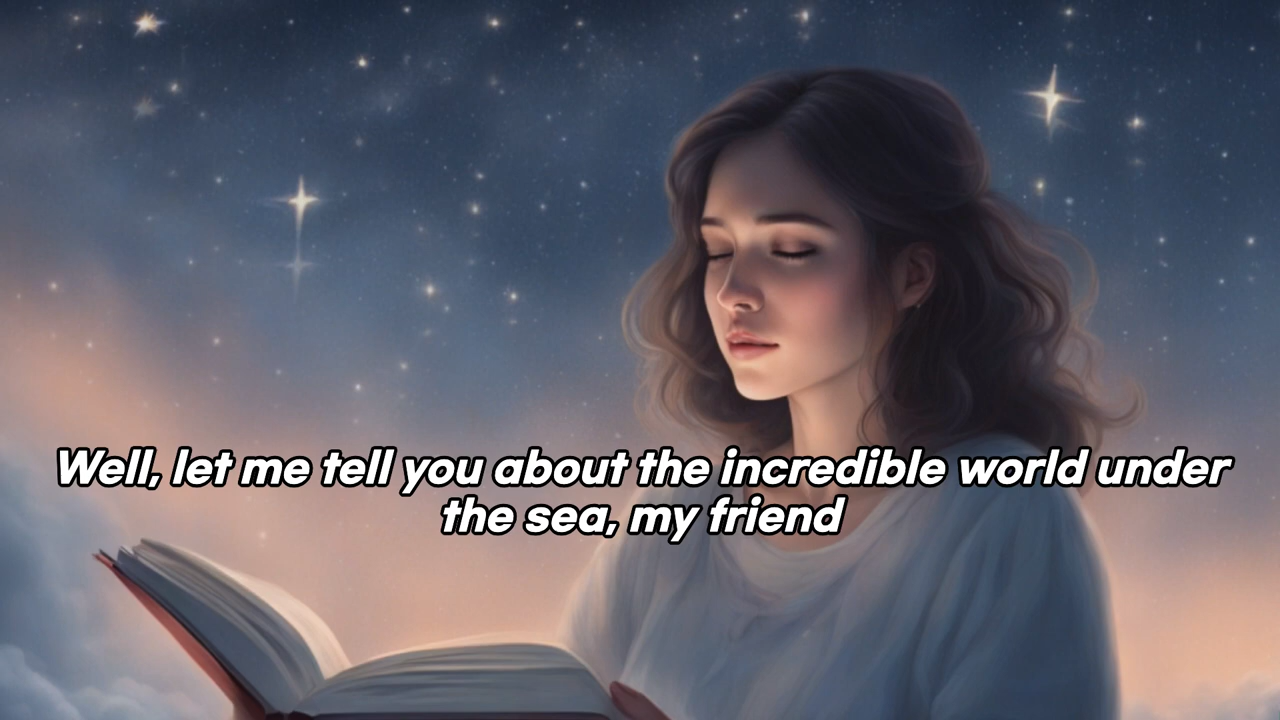 Well, let me tell you about the incredible world under
the sea, my friend